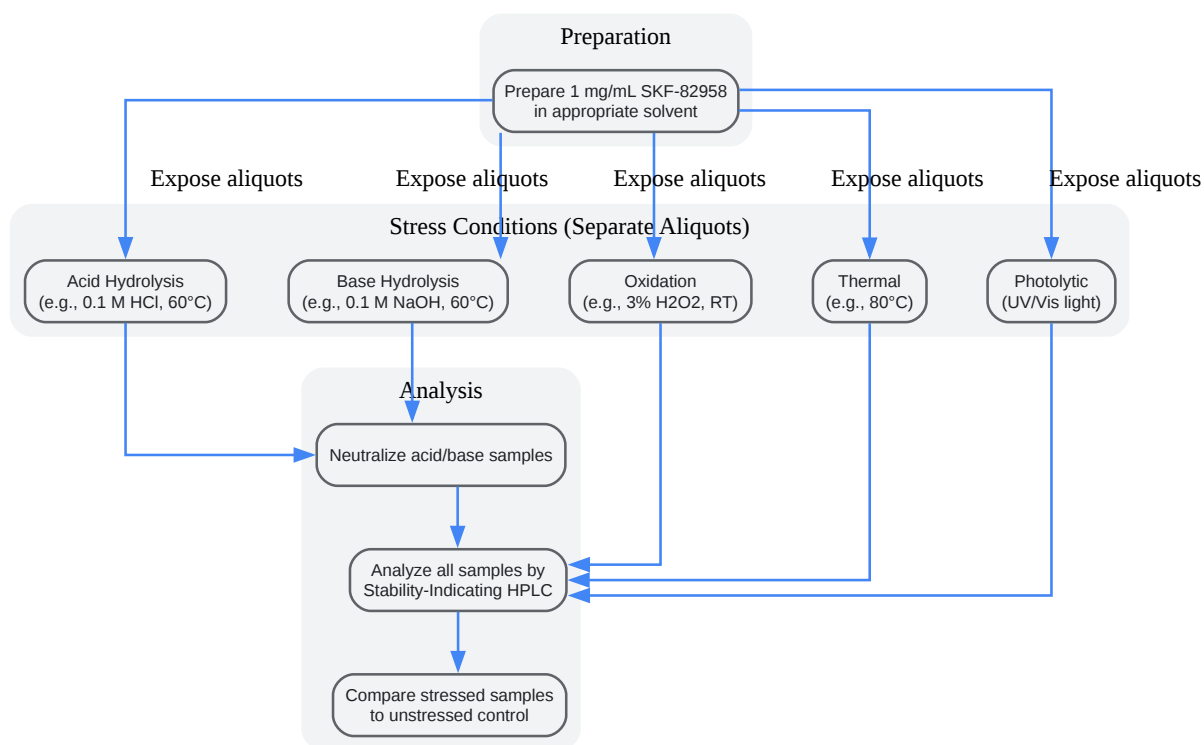 Preparation
Prepare 1 mg/mL SKF-82958
in appropriate solvent
Expose aliquots
Expose aliquots
Expose aliquots
Expose aliquots
Expose aliquots
Stress Conditions (Separate Aliquots)
Acid Hydrolysis
(e.g., 0.1 M HCl, 60°C)
Base Hydrolysis
(e.g., 0.1 M NaOH, 60°C)
Oxidation
(e.g., 3% H2O2, RT)
Thermal
(e.g., 80°C)
Photolytic
(UV/Vis light)
Analysis
Neutralize acid/base samples
Analyze all samples by
Stability-Indicating HPLC
Compare stressed samples
to unstressed control